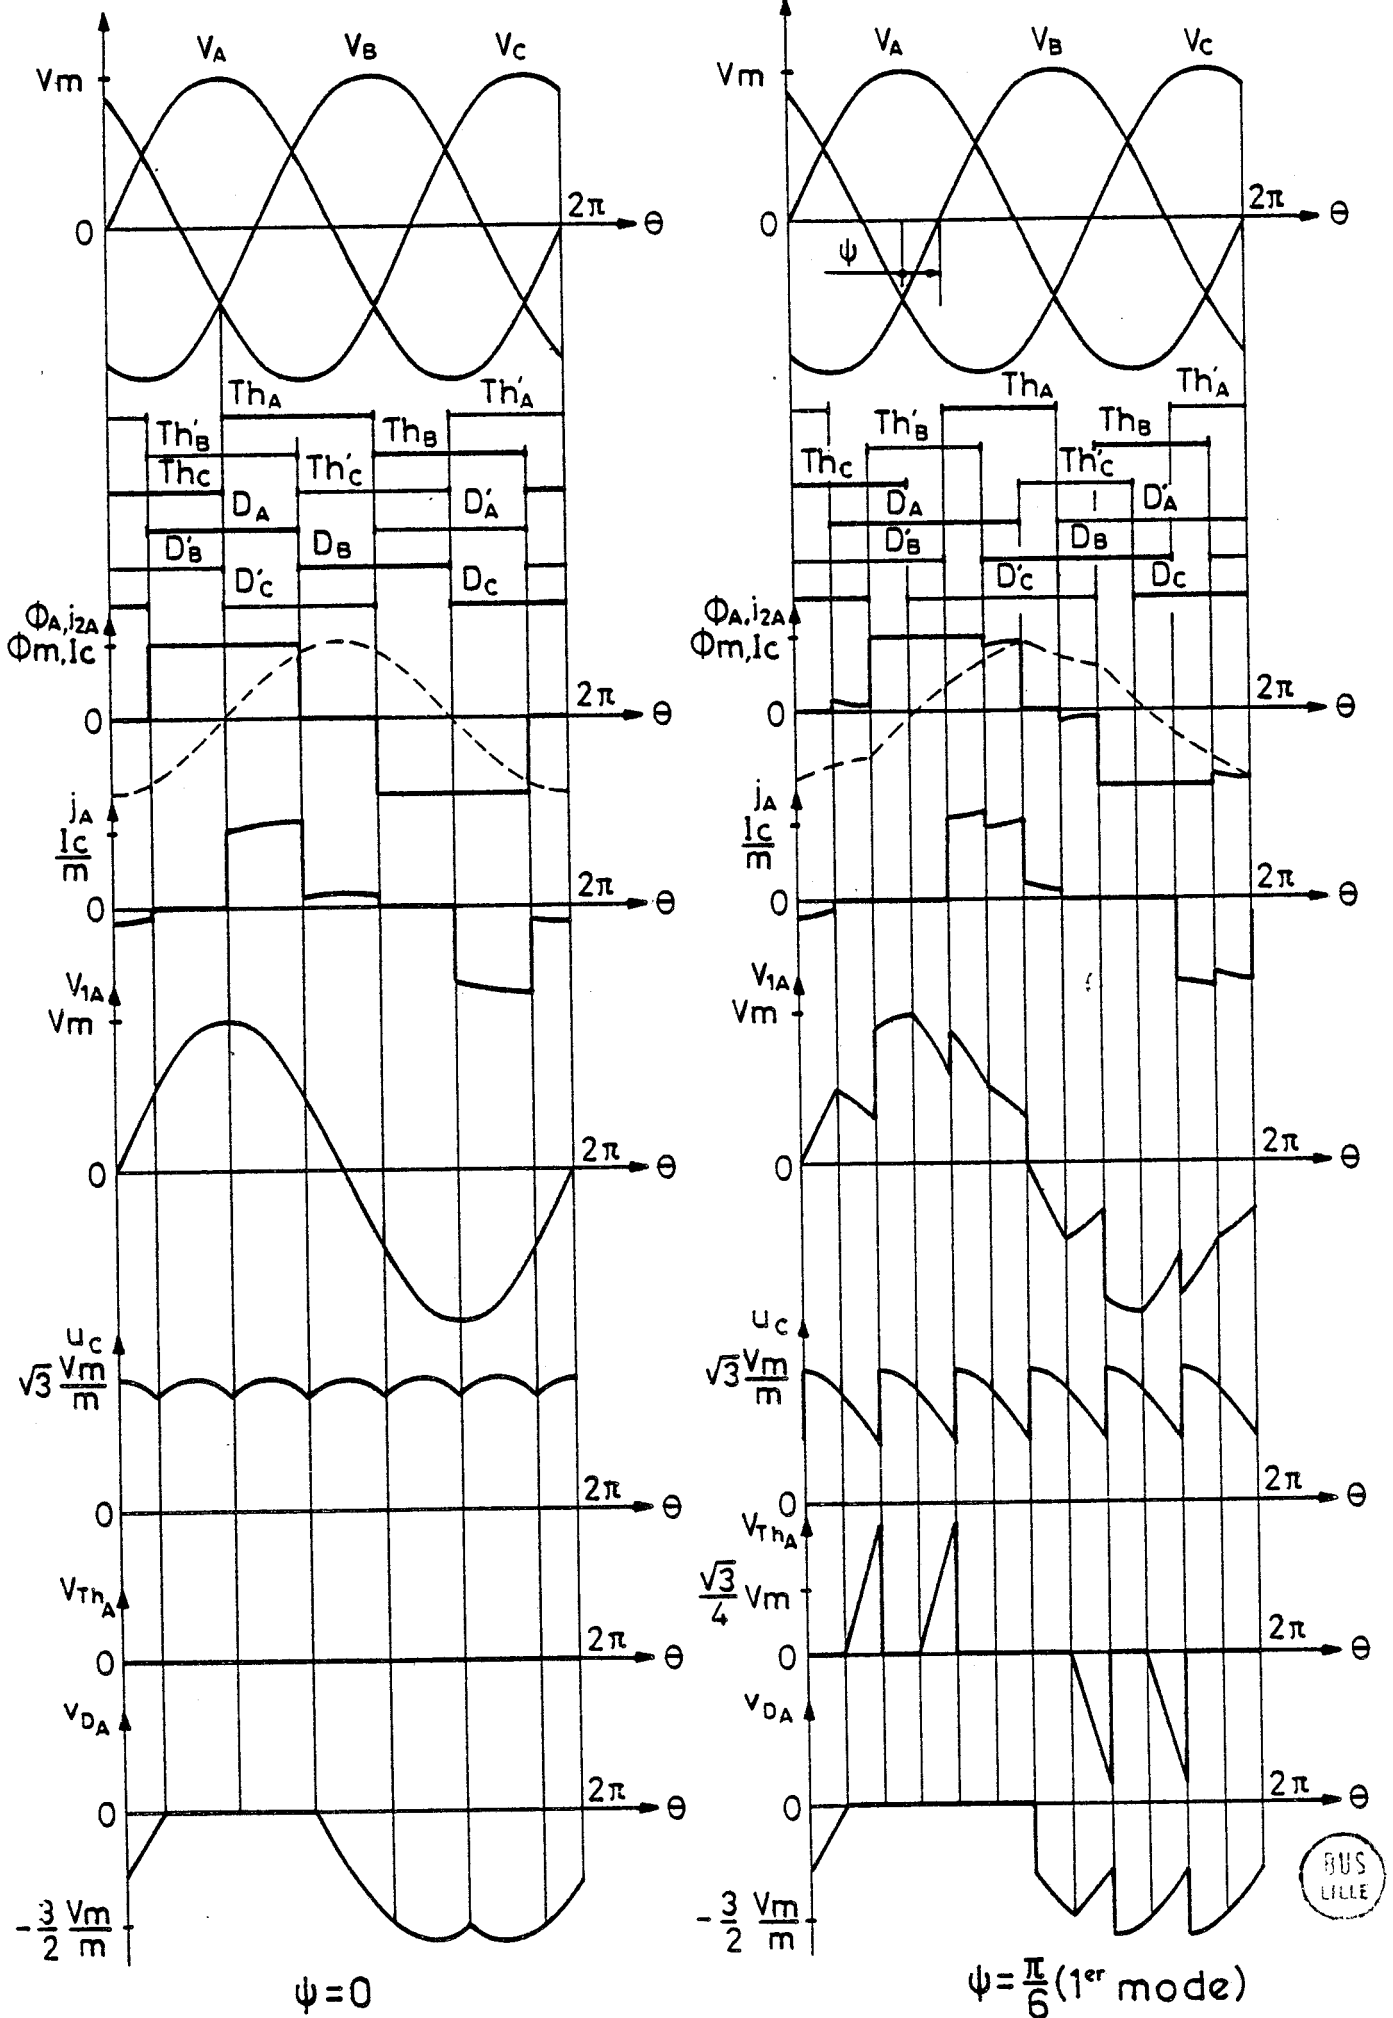 VA VB VC
Vm
0
2π θ
ThA Th'A
Th'B ThB
ThC Th'C
DA D'A
D'B DB
D'C DC
ΦA,j2A
Φm,Ic
0
2π θ
jA
Ic/m
0
2π θ
V1A
Vm
0
2π θ
uc
√3 Vm/m
0
2π θ
VThA
0
2π θ
vDA
0
2π θ
-3/2 Vm/m
ψ=0
VA VB VC
Vm
0
2π θ
ψ
ThA Th'A
Th'B ThB
ThC Th'C
DA D'A
D'B DB
D'C DC
ΦA,j2A
Φm,Ic
0
2π θ
jA
Ic/m
0
2π θ
V1A
Vm
0
2π θ
uc
√3 Vm/m
0
2π θ
VThA
√3/4 Vm
0
2π θ
vDA
0
2π θ
-3/2 Vm/m
ψ=π/6 (1er mode)
BUS
LILLE